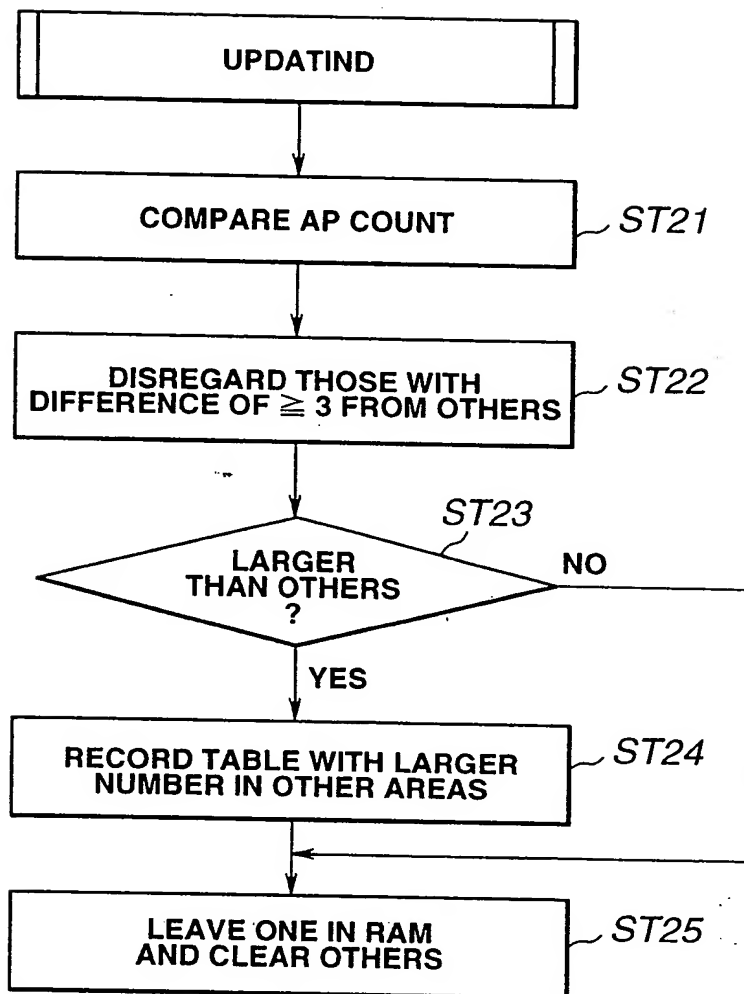 UPDATIND
COMPARE AP COUNT
ST21
DISREGARD THOSE WITH
DIFFERENCE OF ≧ 3 FROM OTHERS
ST22
ST23
LARGER
THAN OTHERS
?
NO
YES
RECORD TABLE WITH LARGER
NUMBER IN OTHER AREAS
ST24
LEAVE ONE IN RAM
AND CLEAR OTHERS
ST25